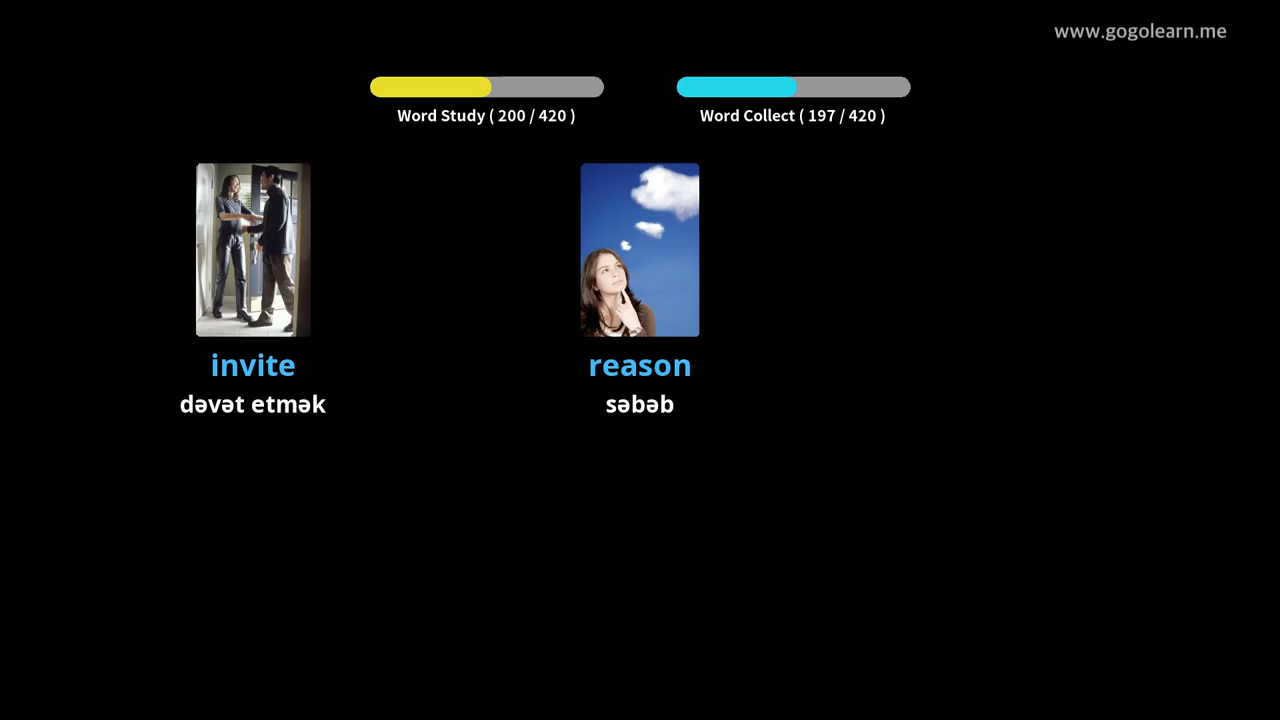 www.gogolearn.me
Word Study ( 200 / 420 )
Word Collect ( 197 / 420 )
invite
dəvət etmək
reason
səbəb